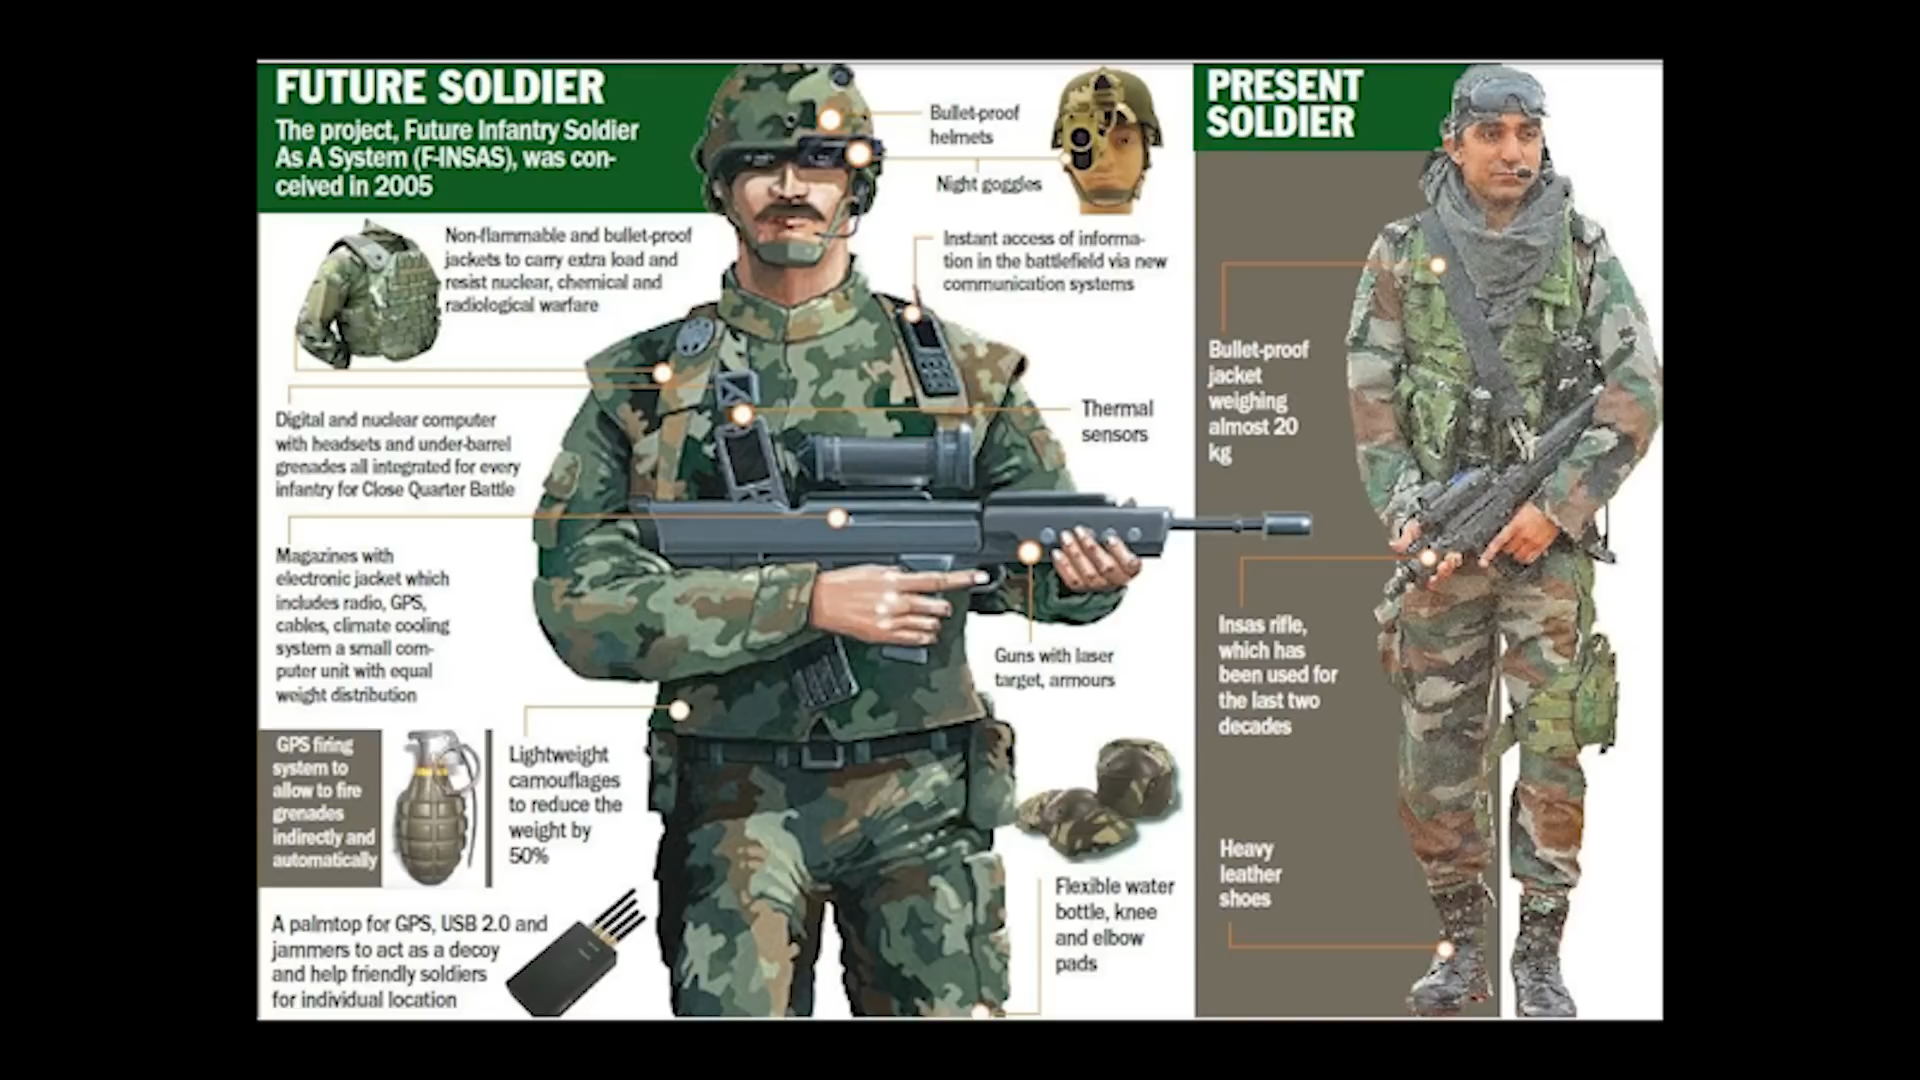 FUTURE SOLDIER
The project, Future Infantry Soldier
As A System (F-INSAS), was con-
ceived in 2005
Bullet-proof
helmets
Night goggles
Non-flammable and bullet-proof
jackets to carry extra load and
resist nuclear, chemical and
radiological warfare
Instant access of informa-
tion in the battlefield via new
communication systems
Digital and nuclear computer
with headsets and under-barrel
grenades all integrated for every
infantry for Close Quarter Battle
Thermal
sensors
Magazines with
electronic jacket which
includes radio, GPS,
cables, climate cooling
system a small com-
puter unit with equal
weight distribution
Guns with laser
target, armours
GPS firing
system to
allow to fire
grenades
indirectly and
automatically
Lightweight
camouflages
to reduce the
weight by
50%
A palmtop for GPS, USB 2.0 and
jammers to act as a decoy
and help friendly soldiers
for individual location
Flexible water
bottle, knee
and elbow
pads
PRESENT
SOLDIER
Bullet-proof
jacket
weighing
almost 20
kg
Insas rifle,
which has
been used for
the last two
decades
Heavy
leather
shoes